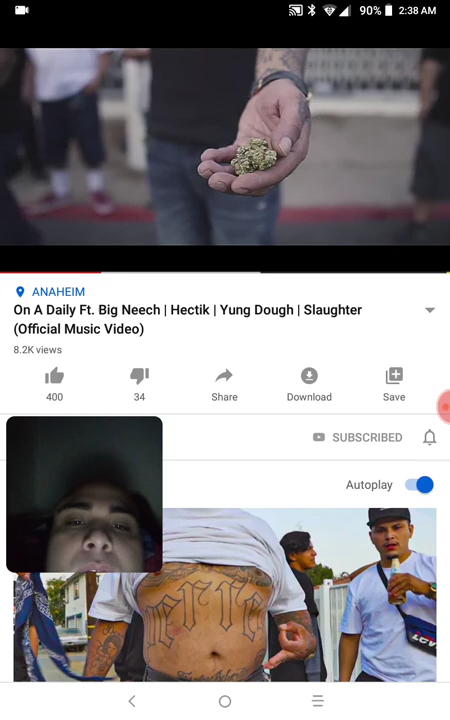 90% 2:38 AM
ANAHEIM
On A Daily Ft. Big Neech | Hectik | Yung Dough | Slaughter
(Official Music Video)
8.2K views
400 34 Share Download Save
SUBSCRIBED
Autoplay